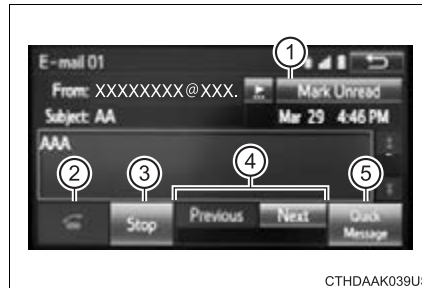 1
E-mail 01
From: XXXXXXXX@XXX.
Mark Unread
Subject: AA
Mar 29 4:46 PM
AAA
2
3
4
5
Stop
Previous
Next
Quick
Message
CTHDAAK039US